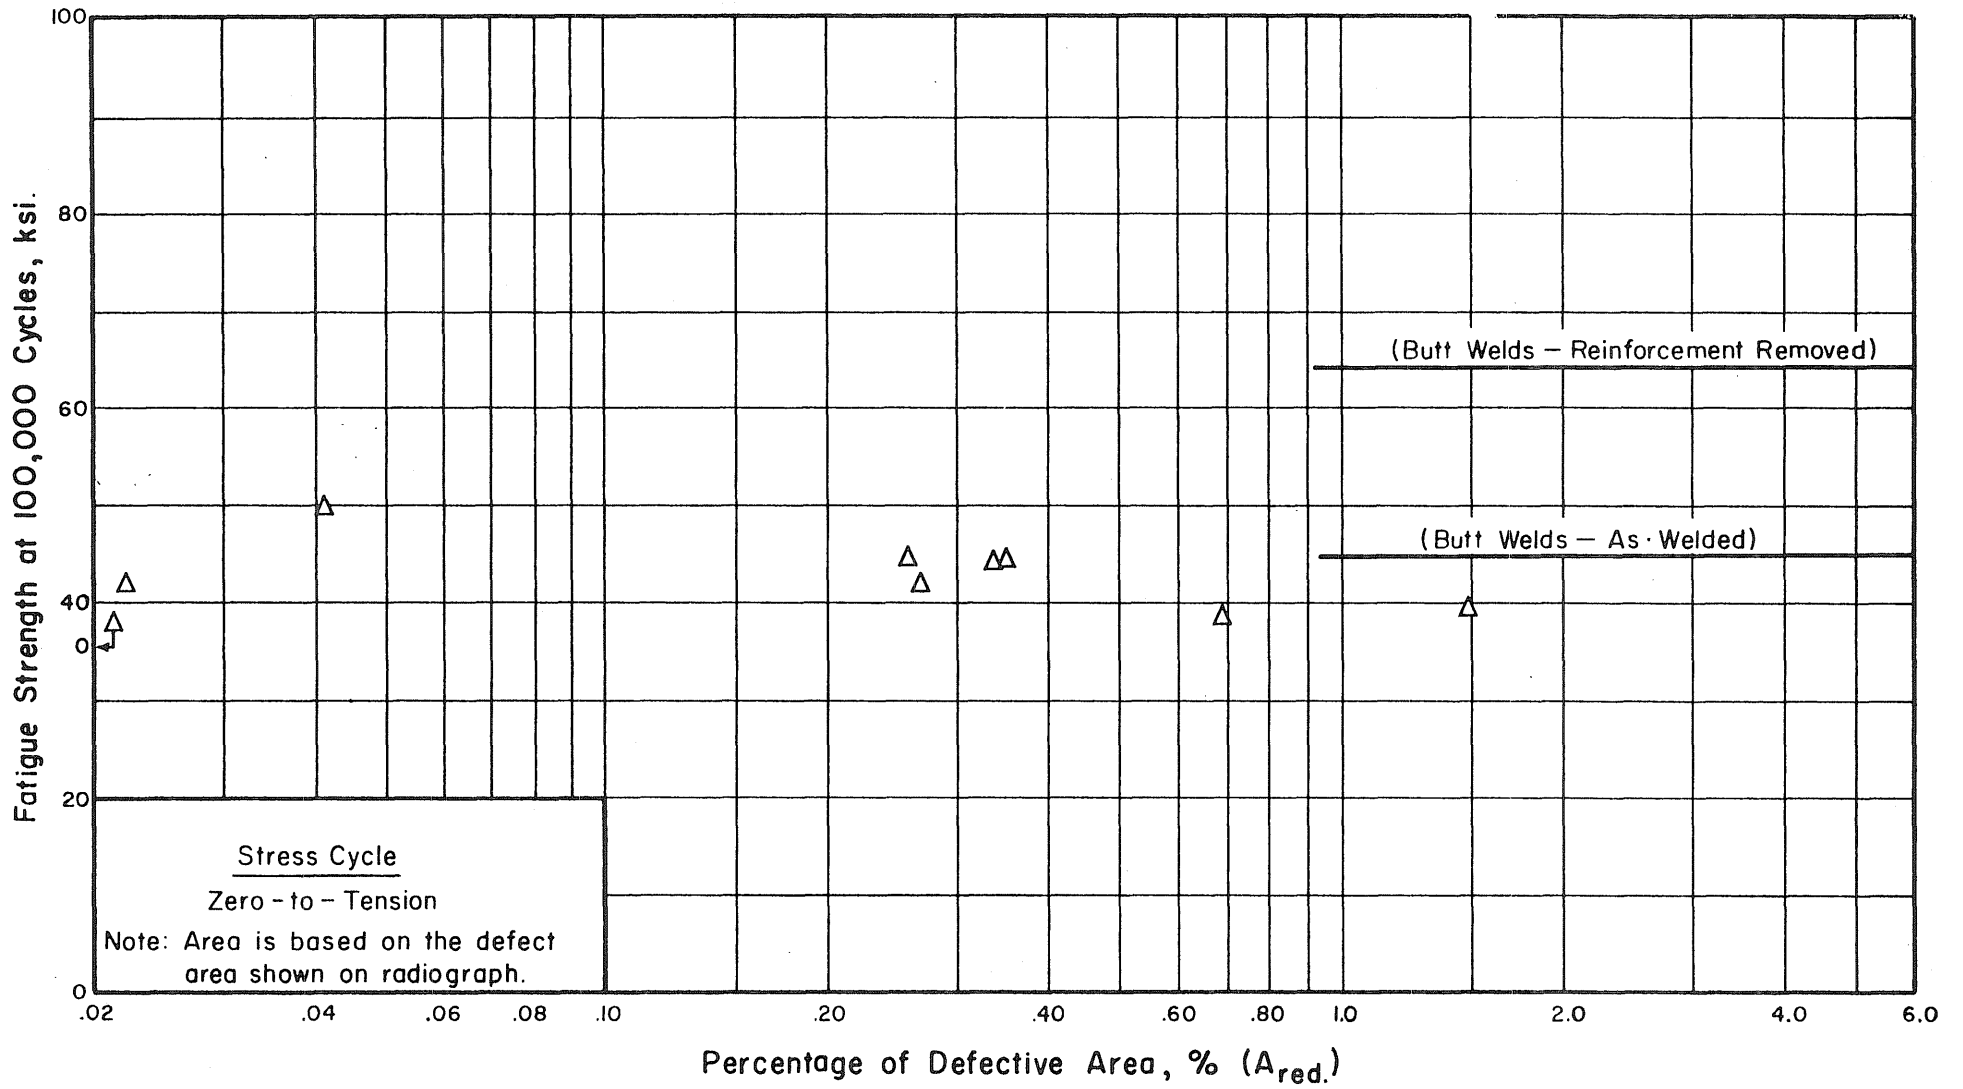 100
80
60
40
0
20
0
Fatigue Strength at 100,000 Cycles, ksi.
(Butt Welds – Reinforcement Removed)
(Butt Welds – As·Welded)
Stress Cycle
Zero-to-Tension
Note: Area is based on the defect
area shown on radiograph.
.02 .04 .06 .08 .10 .20 .40 .60 .80 1.0 2.0 4.0 6.0
Percentage of Defective Area, % (Ared.)